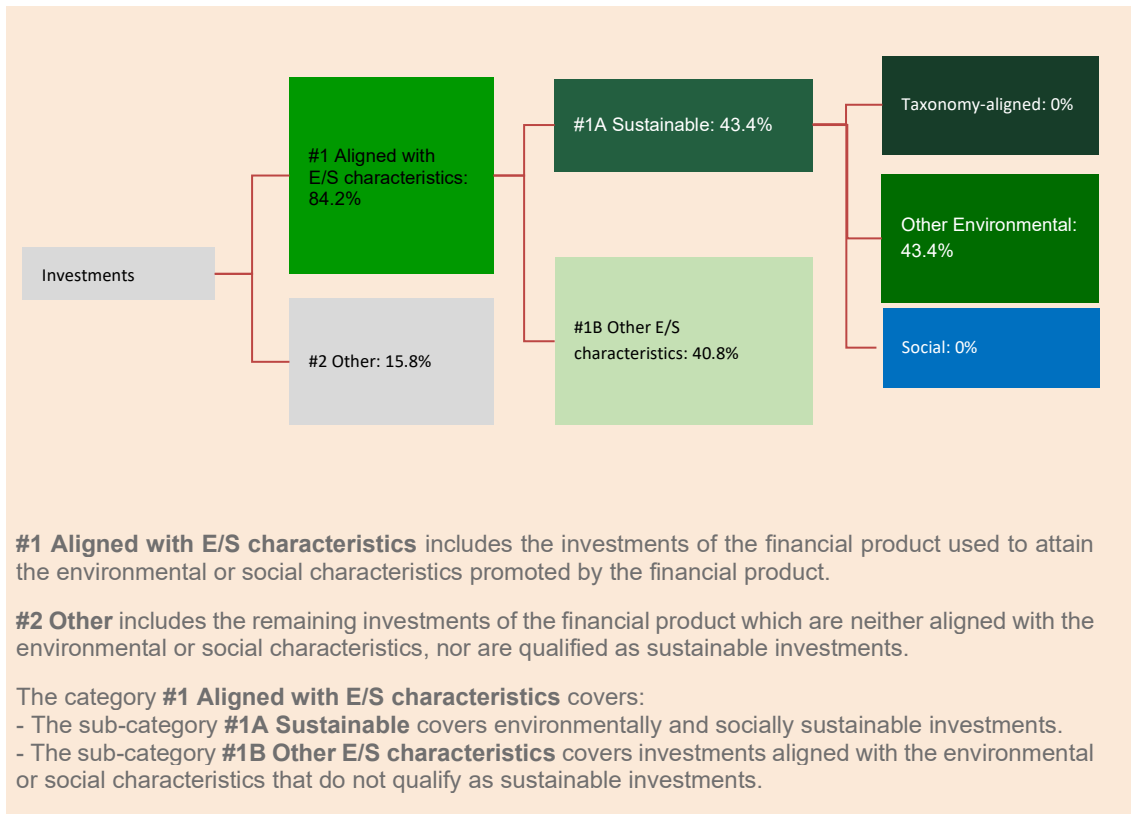 Investments
#1 Aligned with
E/S characteristics:
84.2%
#2 Other: 15.8%
#1A Sustainable: 43.4%
#1B Other E/S
characteristics: 40.8%
Taxonomy-aligned: 0%
Other Environmental:
43.4%
Social: 0%
#1 Aligned with E/S characteristics includes the investments of the financial product used to attain
the environmental or social characteristics promoted by the financial product.
#2 Other includes the remaining investments of the financial product which are neither aligned with the
environmental or social characteristics, nor are qualified as sustainable investments.
The category #1 Aligned with E/S characteristics covers:
- The sub-category #1A Sustainable covers environmentally and socially sustainable investments.
- The sub-category #1B Other E/S characteristics covers investments aligned with the environmental
or social characteristics that do not qualify as sustainable investments.